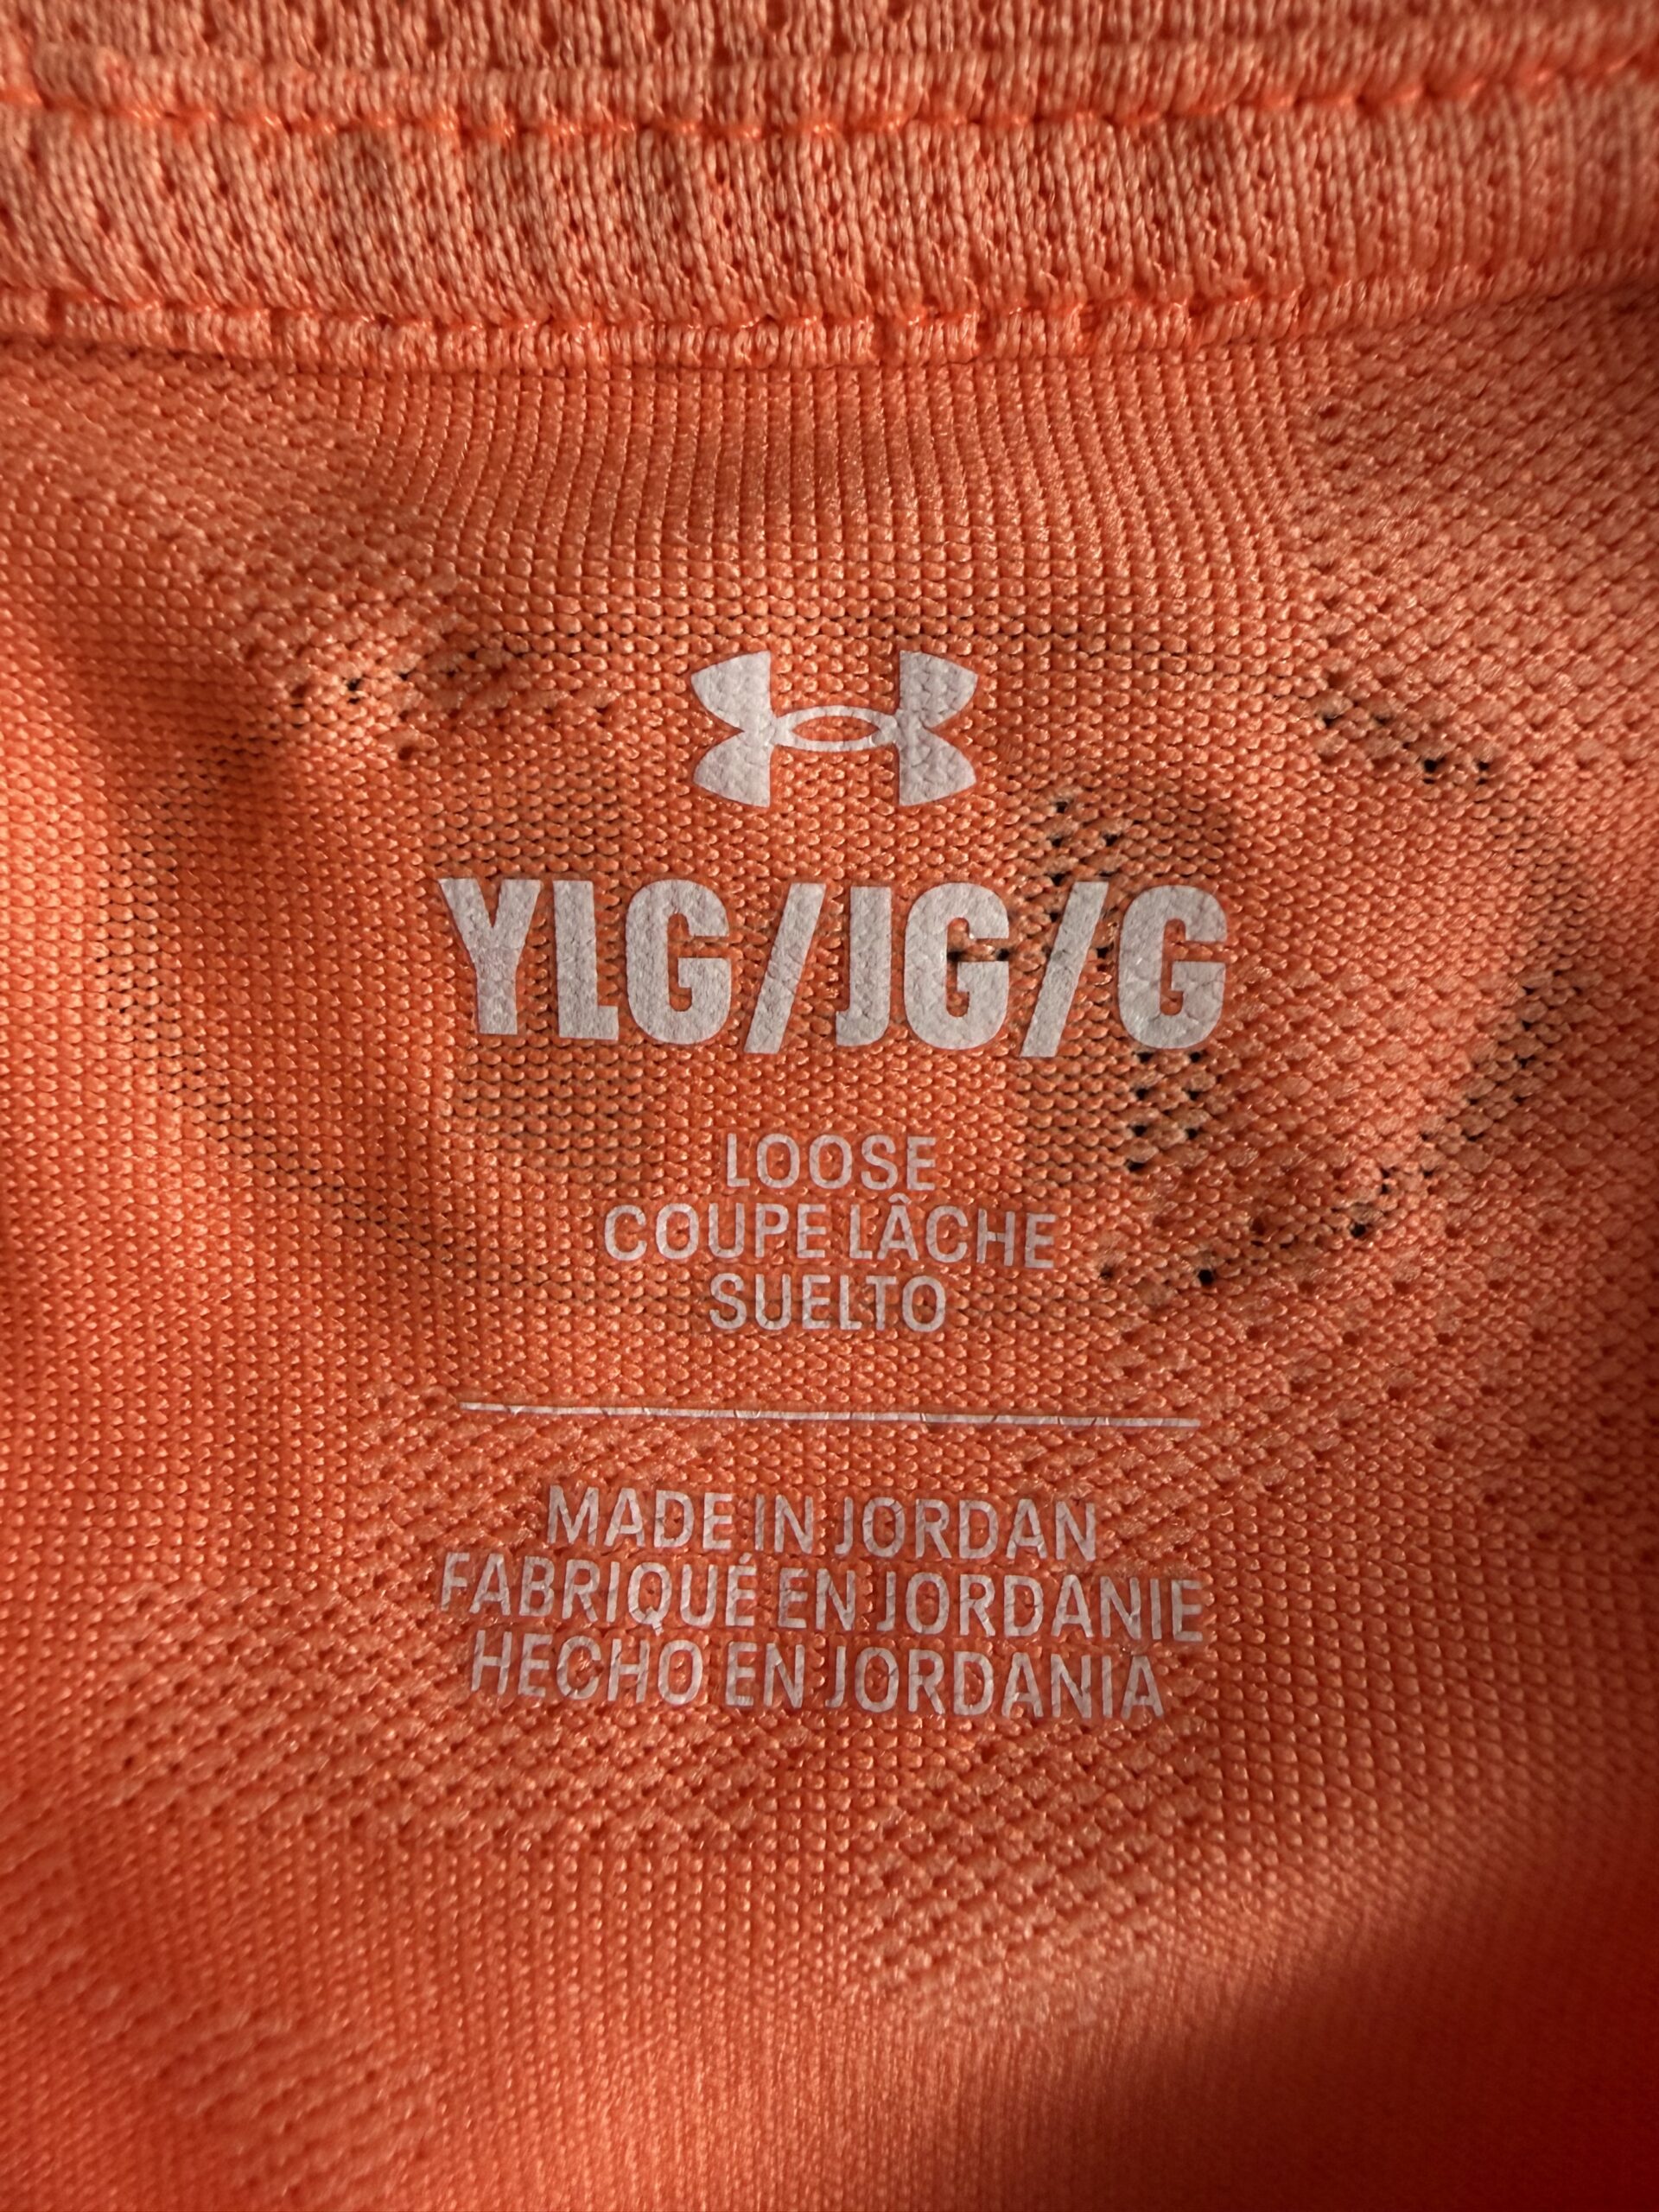 YLG/JG/G
LOOSE
COUPE LÂCHE
SUELTO
MADE IN JORDAN
FABRIQUÉ EN JORDANIE
HECHO EN JORDANIA